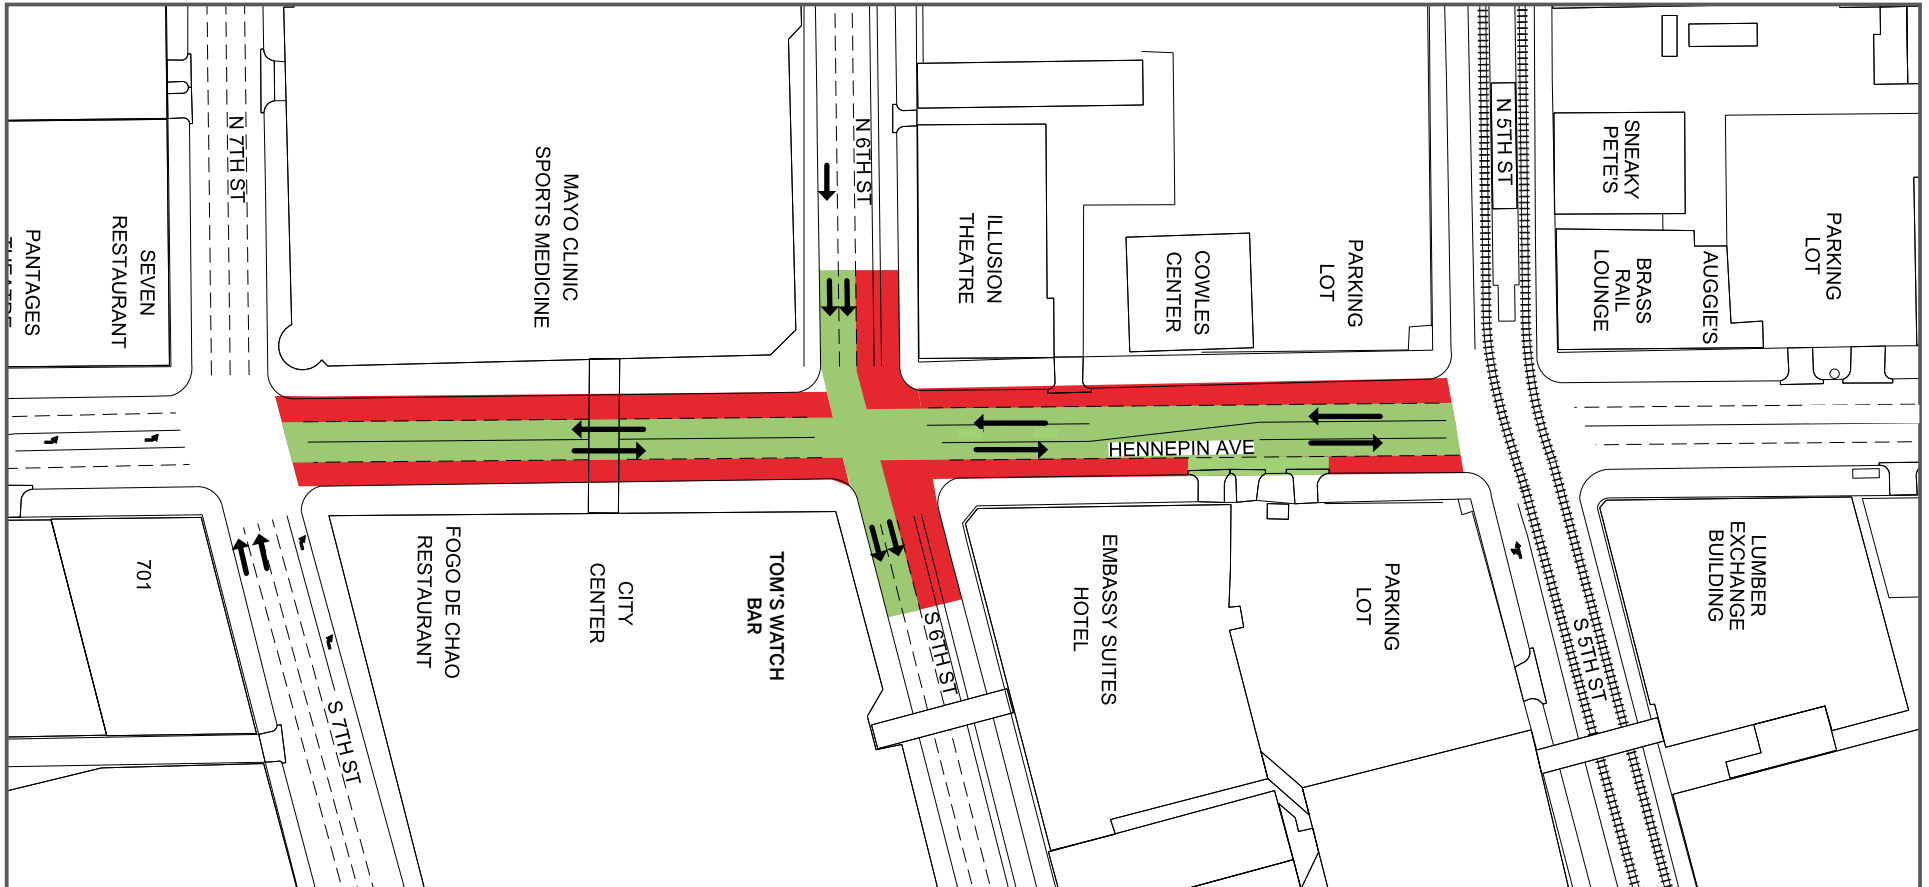 N 7TH ST
PANTAGES
SEVEN
RESTAURANT
MAYO CLINIC
SPORTS MEDICINE
N 6TH ST
ILLUSION
THEATRE
COWLES
CENTER
PARKING
LOT
N 5TH ST
SNEAKY
PETE'S
BRASS
RAIL
LOUNGE
AUGGIE'S
PARKING
LOT
HENNEPIN AVE
701
S 7TH ST
FOGO DE CHAO
RESTAURANT
CITY
CENTER
TOM'S WATCH
BAR
S 6TH ST
EMBASSY SUITES
HOTEL
PARKING
LOT
S 5TH ST
LUMBER
EXCHANGE
BUILDING